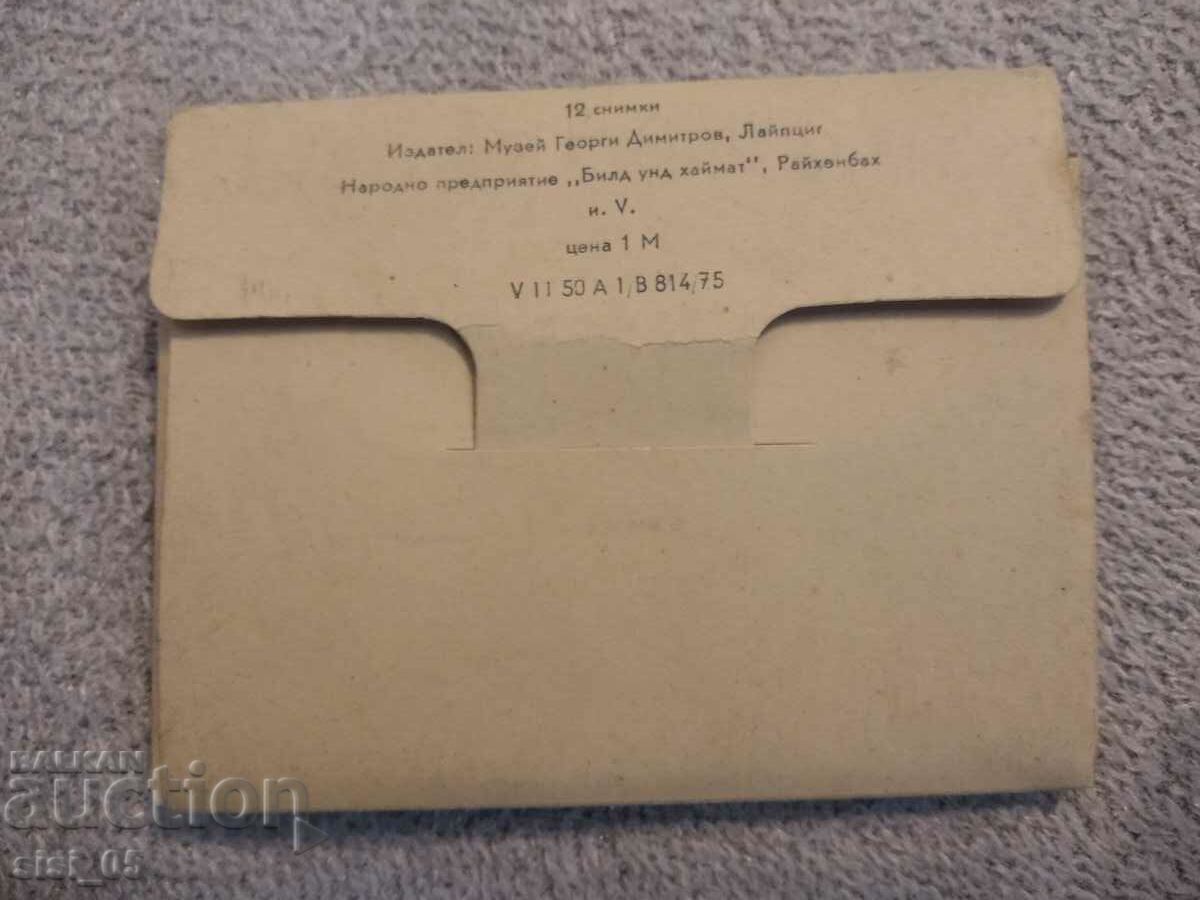 12 снимки
Издател: Музей Георги Димитров, Лайпциг
Народно предприятие „Билд унд хаймат", Райхенбах
и. V.
цена 1 М
V 11 50 A 1/B 814/75
BALKAN
auction
sisi_05